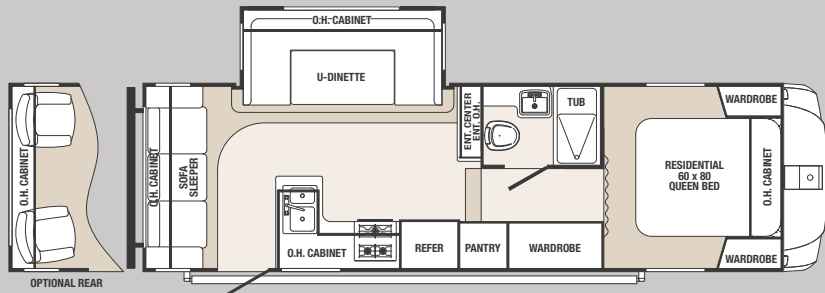 O.H. CABINET
U-DINETTE
O.H. CABINET
OPTIONAL REAR
O.H. CABINET
SOFA
SLEEPER
ENT. CENTER
ENT. O.H.
TUB
O.H. CABINET
REFER
PANTRY
WARDROBE
WARDROBE
RESIDENTIAL
60 x 80
QUEEN BED
O.H. CABINET
WARDROBE